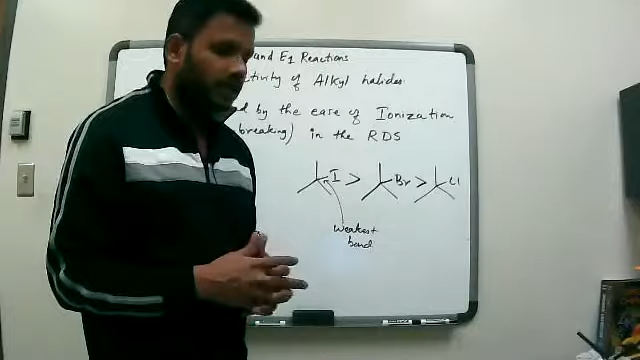 and E1 Reactions
ctivity of Alkyl halides
d by the ease of Ionization
breaking) in the RDS
I > Br > Cl
Weakest
bond